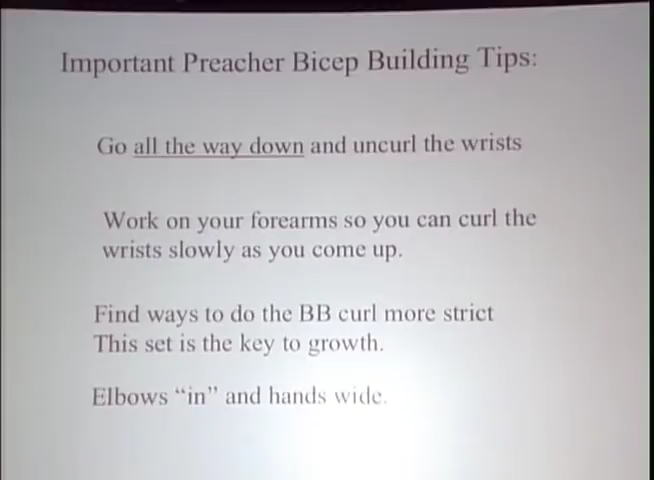 Important Preacher Bicep Building Tips:
Go all the way down and uncurl the wrists
Work on your forearms so you can curl the
wrists slowly as you come up.
Find ways to do the BB curl more strict
This set is the key to growth.
Elbows “in” and hands wide.